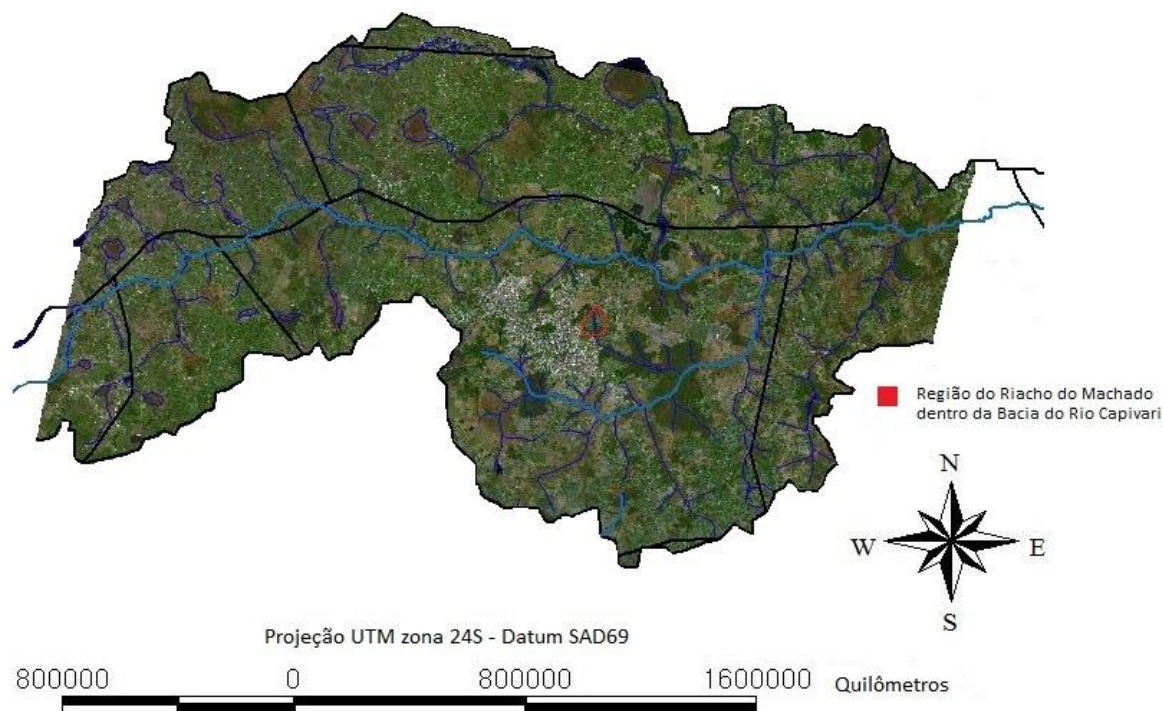 Região do Riacho do Machado
dentro da Bacia do Rio Capivari
N
W E
S
Projeção UTM zona 24S - Datum SAD69
800000 0 800000 1600000 Quilômetros